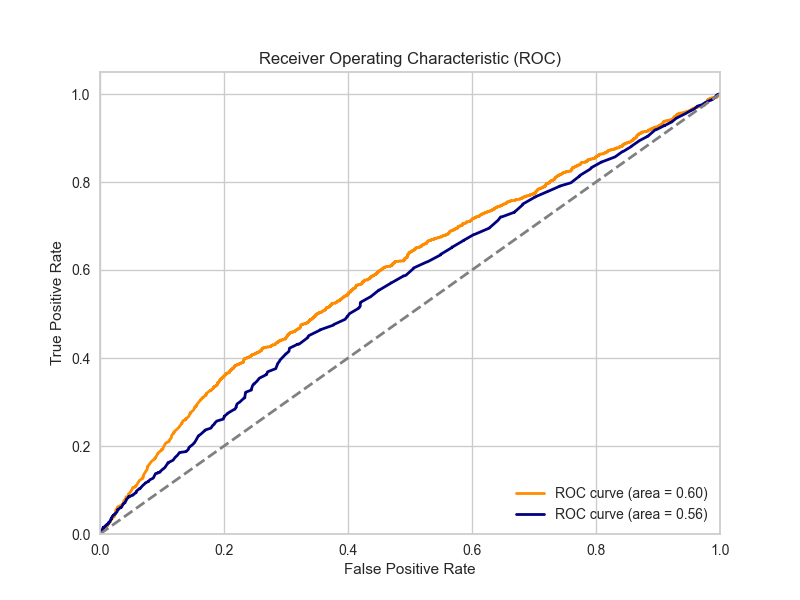 Receiver Operating Characteristic (ROC)
True Positive Rate
1.0
0.8
0.6
0.4
0.2
0.0
ROC curve (area = 0.60)
ROC curve (area = 0.56)
0.0 0.2 0.4 0.6 0.8 1.0
False Positive Rate